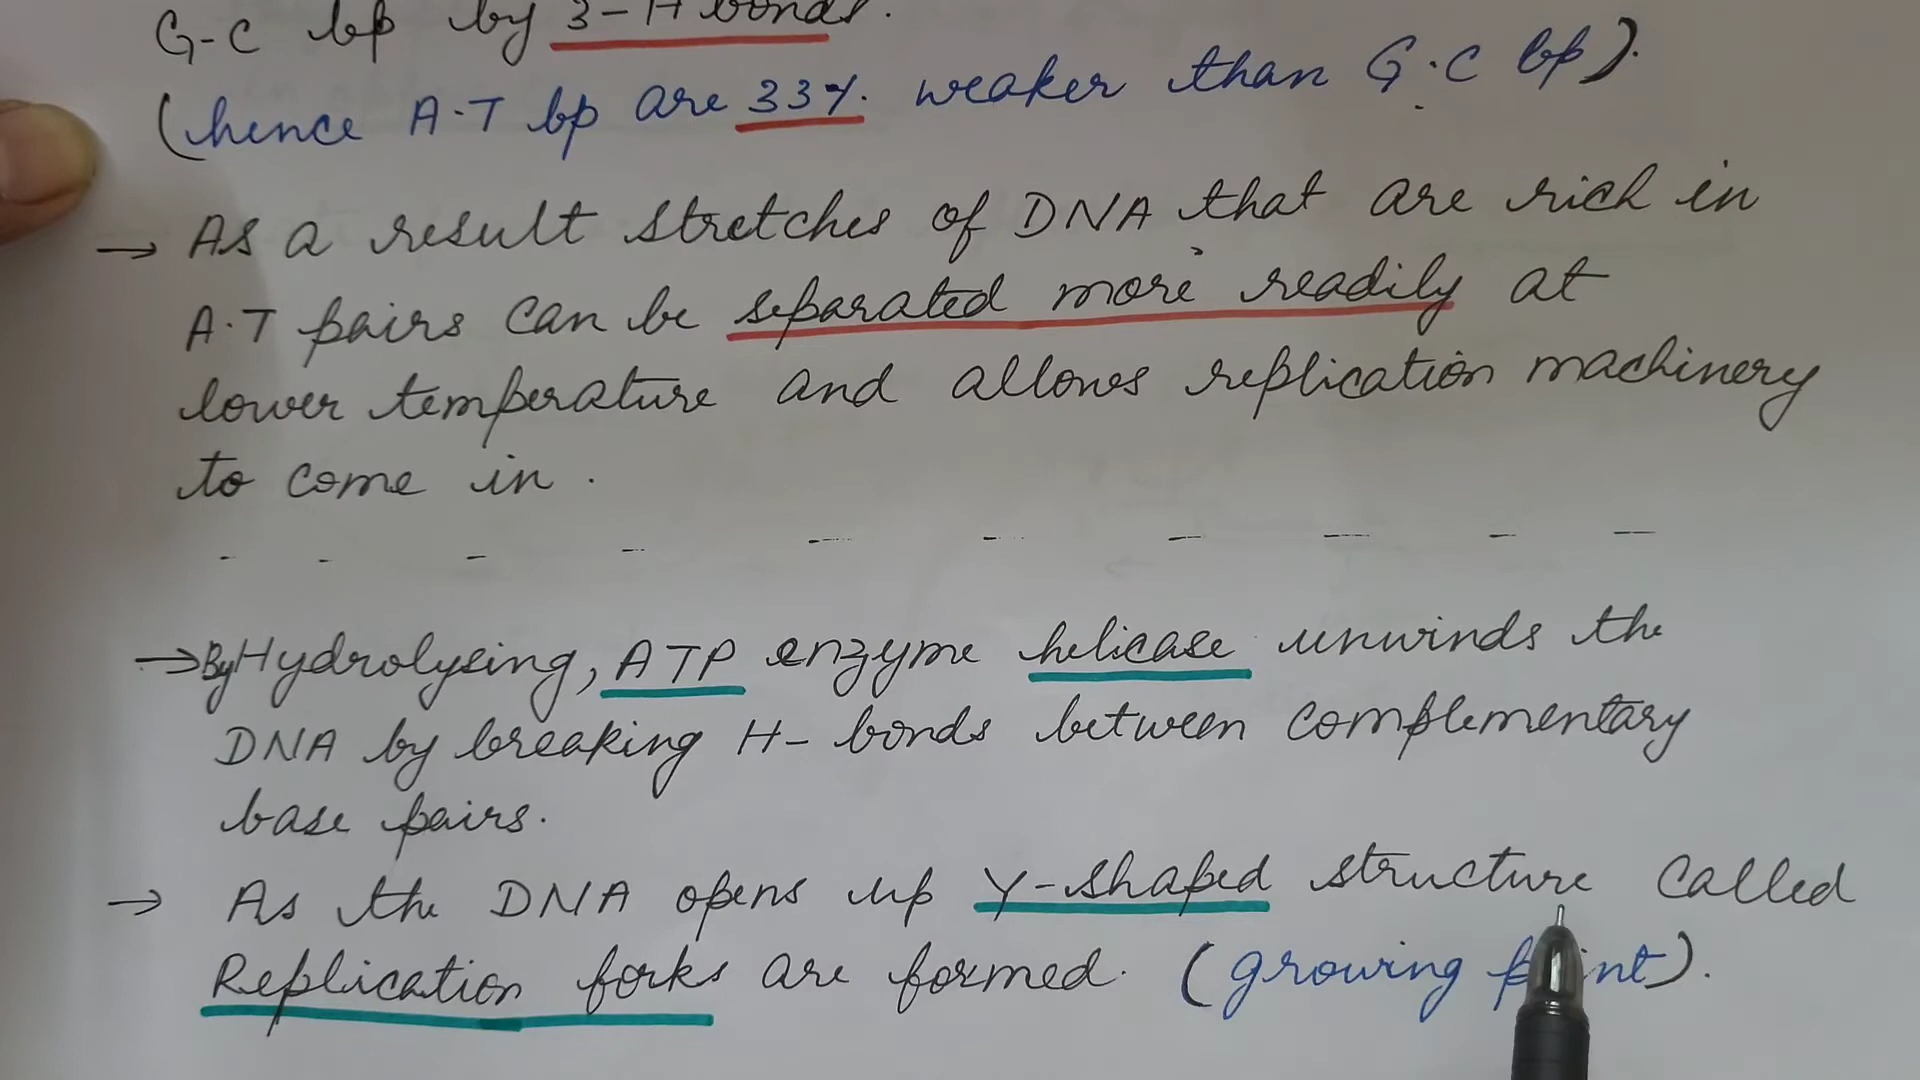 G-C bp by 3-H bonds.
(hence A.T bp are 33%. weaker than G.C bp).
→ As a result stretches of DNA that are rich in
A.T pairs can be separated more readily at
lower temperature and allows replication machinery
to come in.
→ By Hydrolysing, ATP enzyme helicase unwinds the
DNA by breaking H-bonds between complementary
base pairs.
→ As the DNA opens up Y-shaped structure called
Replication forks are formed. (growing point).